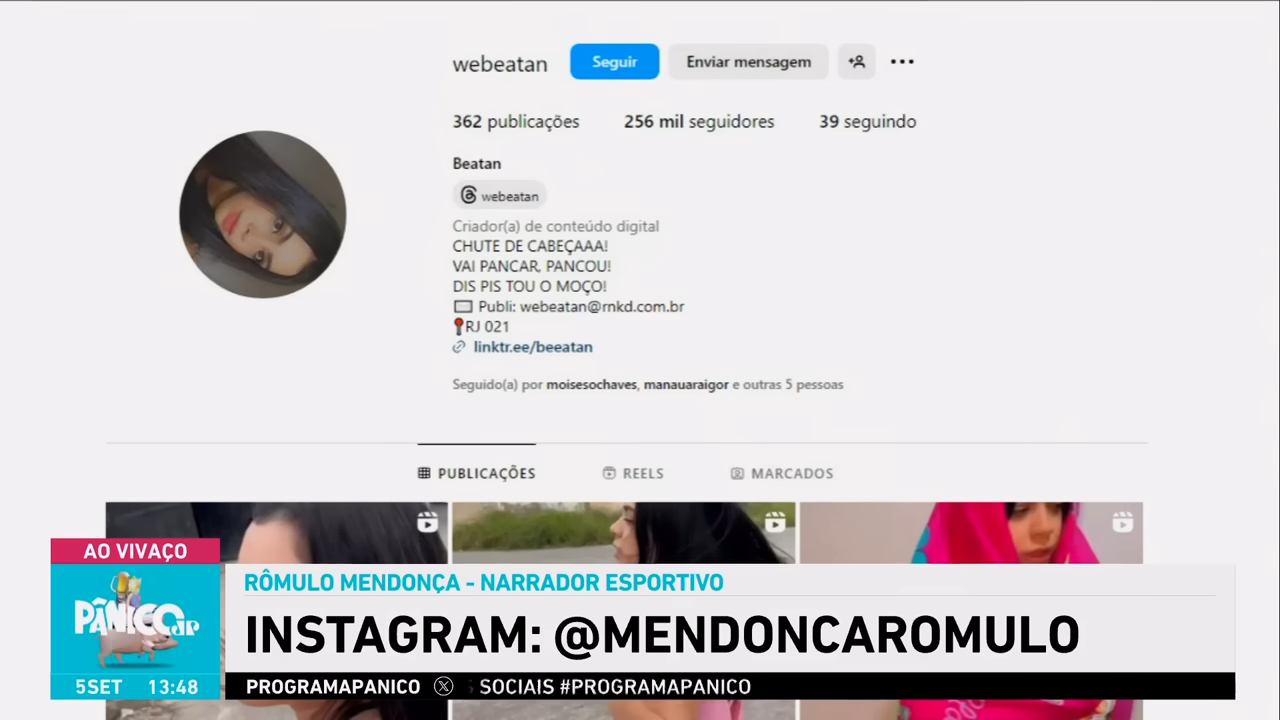 webeatan Seguir Enviar mensagem
362 publicações 256 mil seguidores 39 seguindo
Beatan
webeatan
Criador(a) de conteúdo digital
CHUTE DE CABEÇAAA!
VAI PANCAR, PANCOU!
DIS PIS TOU O MOÇO!
Publi: webeatan@rnkd.com.br
RJ 021
linktr.ee/beeatan
Seguido(a) por moisesochaves, manauaraigor e outras 5 pessoas
PUBLICAÇÕES REELS MARCADOS
AO VIVAÇO
RÔMULO MENDONÇA - NARRADOR ESPORTIVO
PÂNICO JP
INSTAGRAM: @MENDONCAROMULO
5SET 13:48
PROGRAMAPANICO X SOCIAIS #PROGRAMAPANICO